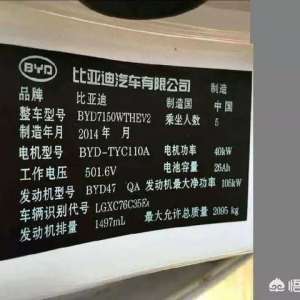 BYD 比亚迪汽车有限公司 制造
品牌 比亚迪 制造国 中国
整车型号 BYD7150WTHEV2 乘坐人数 5
制造年月 2014年 月
电机型号 BYD-TYC110A 电机功率 40kW
工作电压 501.6V 电池容量 26Ah
发动机型号 BYD47 QA 发动机最大净功率 105kW
车辆识别代号 LGXC76C35E
发动机排量 1497mL 最大允许总质量 2095 kg